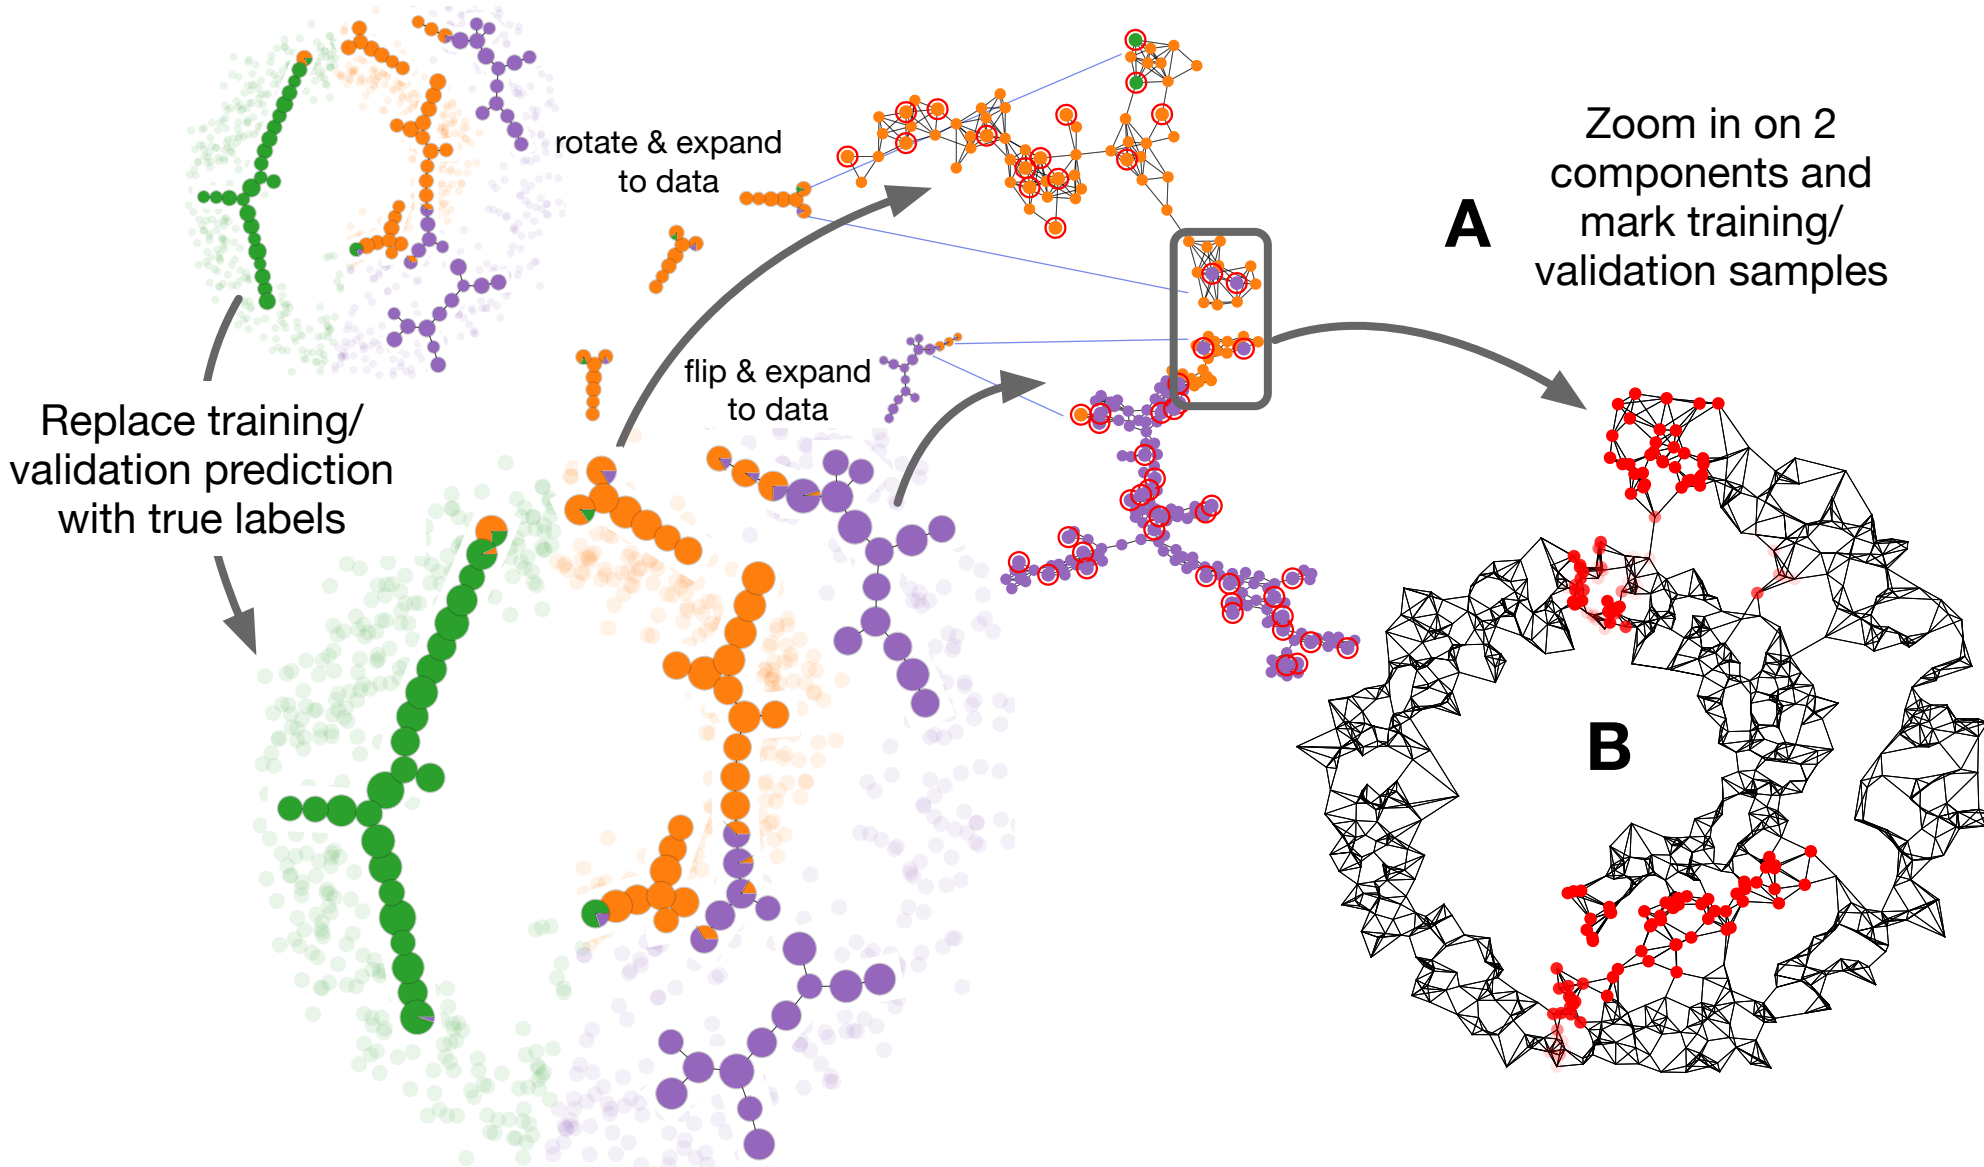 rotate & expand
to data
Zoom in on 2
components and
mark training/
validation samples
A
flip & expand
to data
Replace training/
validation prediction
with true labels
B